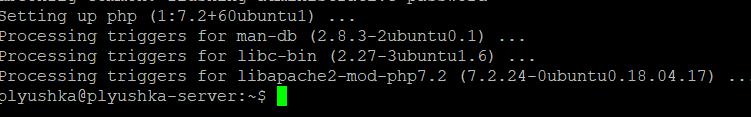 Setting up php (1:7.2+60ubuntu1) ...
Processing triggers for man-db (2.8.3-2ubuntu0.1) ...
Processing triggers for libc-bin (2.27-3ubuntu1.6) ...
Processing triggers for libapache2-mod-php7.2 (7.2.24-0ubuntu0.18.04.17) ...
plyushka@plyushka-server:~$